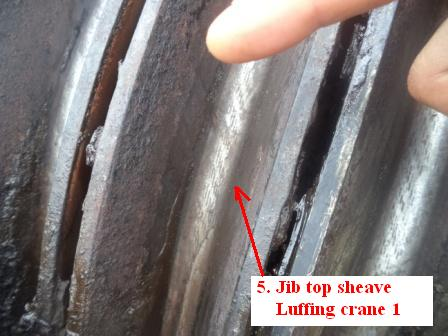 5. Jib top sheave
Luffing crane 1